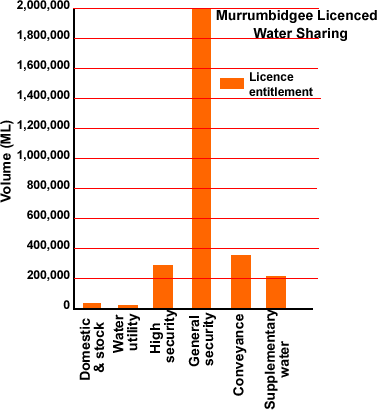 Murrumbidgee Licenced
Water Sharing
Licence
entitlement
Volume (ML)
2,000,000
1,800,000
1,600,000
1,400,000
1,200,000
1,000,000
800,000
600,000
400,000
200,000
0
Domestic
& stock
Water
utility
High
security
General
security
Conveyance
Supplementary
water